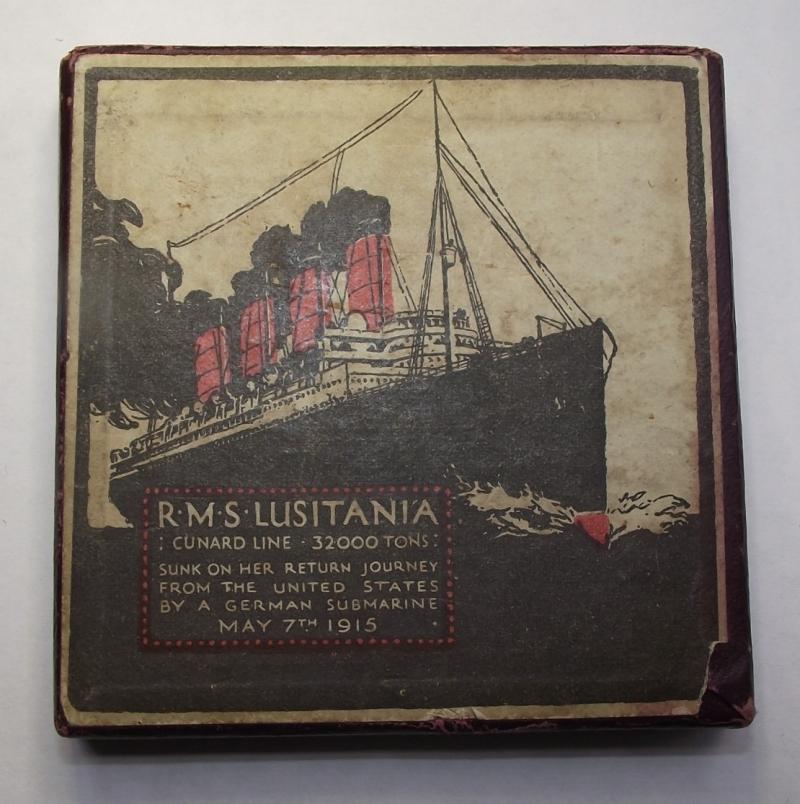 R·M·S·LUSITANIA
: CUNARD LINE · 32000 TONS :
SUNK ON HER RETURN JOURNEY
FROM THE UNITED STATES
BY A GERMAN SUBMARINE
MAY 7TH 1915